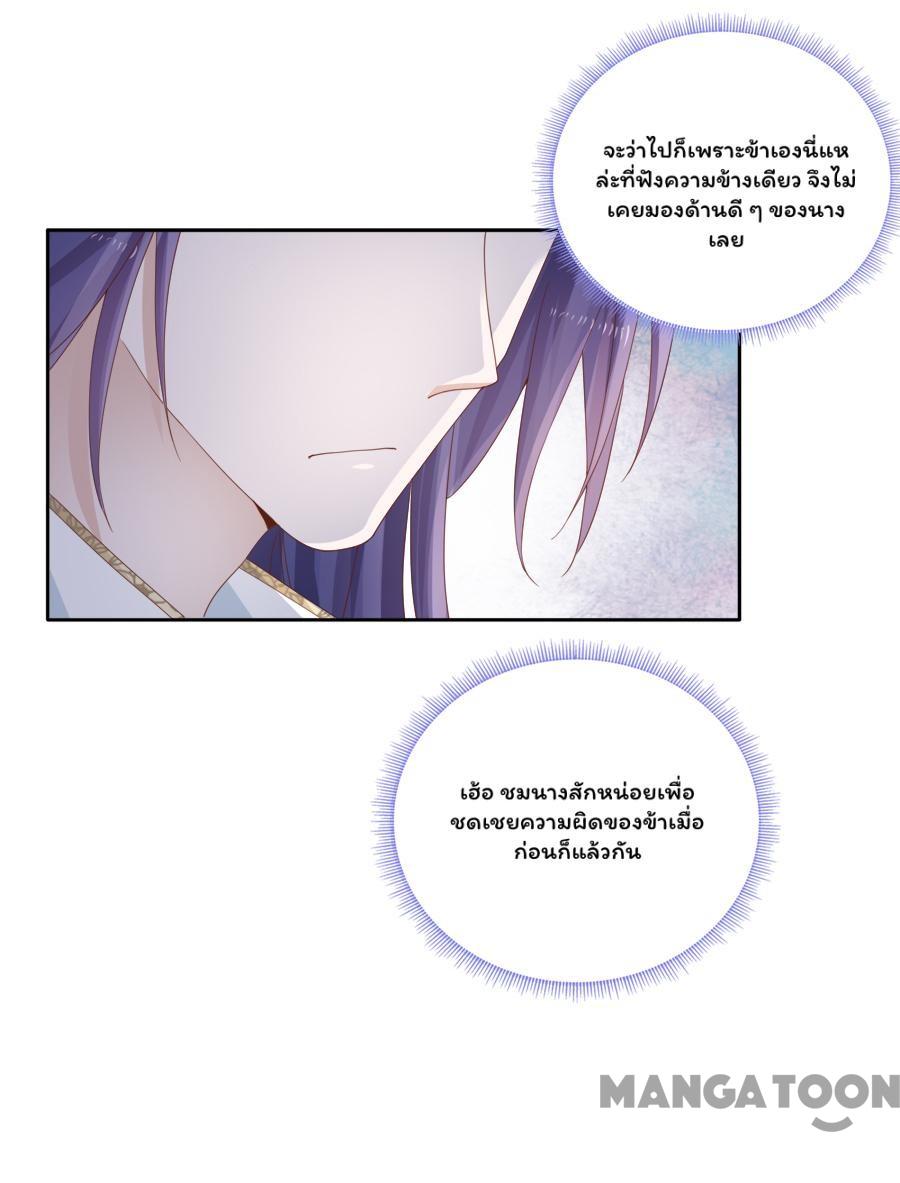 จะว่าไปก็เพราะข้าเองนี่แห
ล่ะที่ฟังความข้างเดียว จึงไม่
เคยมองด้านดี ๆ ของนาง
เลย
เฮ้อ ชมนางสักหน่อยเพื่อ
ชดเชยความผิดของข้าเมื่อ
ก่อนก็แล้วกัน
MANGATOON